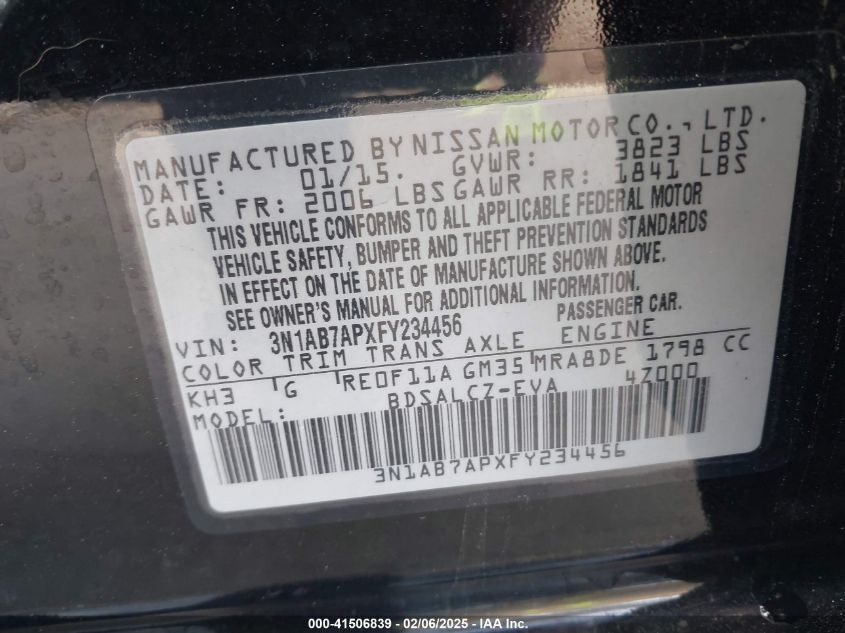 MANUFACTURED BY NISSAN MOTOR CO., LTD.
DATE: 01/15. GVWR: 3823 LBS
GAWR FR: 2006 LBS GAWR RR: 1841 LBS
THIS VEHICLE CONFORMS TO ALL APPLICABLE FEDERAL MOTOR
VEHICLE SAFETY, BUMPER AND THEFT PREVENTION STANDARDS
IN EFFECT ON THE DATE OF MANUFACTURE SHOWN ABOVE.
SEE OWNER'S MANUAL FOR ADDITIONAL INFORMATION.
VIN: 3N1AB7APXFY234456 PASSENGER CAR.
COLOR TRIM TRANS AXLE ENGINE
KH3 G RE0F11A GM35 MRA8DE 1798 CC
MODEL: BDSALCZ-EVA 4Z000
3N1AB7APXFY234456
000-41506839 - 02/06/2025 - IAA Inc.